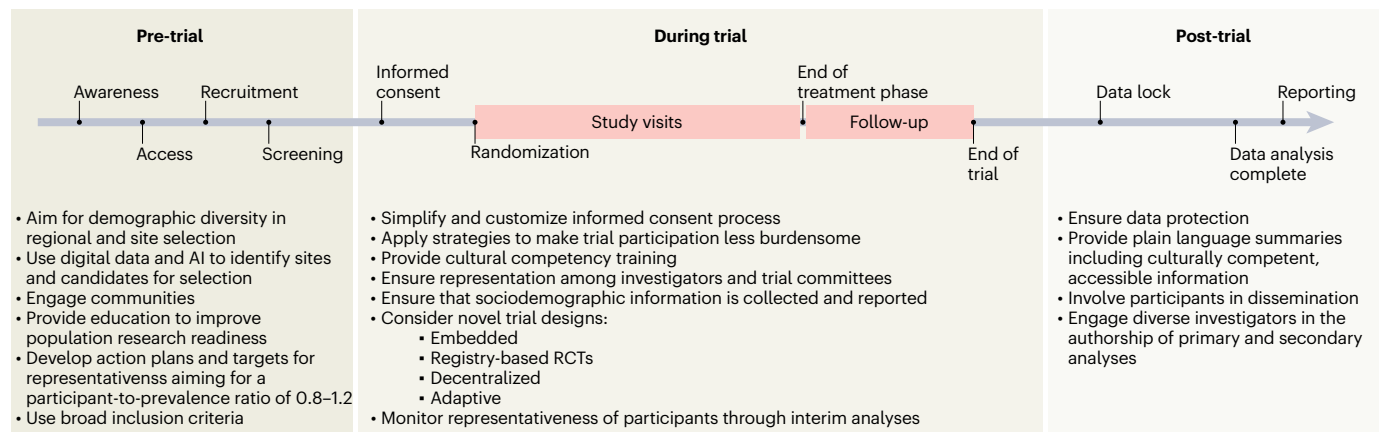 Pre-trial
During trial
Post-trial
Awareness
Recruitment
Access
Screening
Informed
consent
End of
treatment phase
Study visits
Follow-up
Randomization
End of
trial
Data lock
Reporting
Data analysis
complete
• Aim for demographic diversity in
regional and site selection
• Use digital data and AI to identify sites
and candidates for selection
• Engage communities
• Provide education to improve
population research readiness
• Develop action plans and targets for
representativenss aiming for a
participant-to-prevalence ratio of 0.8–1.2
• Use broad inclusion criteria
• Simplify and customize informed consent process
• Apply strategies to make trial participation less burdensome
• Provide cultural competency training
• Ensure representation among investigators and trial committees
• Ensure that sociodemographic information is collected and reported
• Consider novel trial designs:
▪ Embedded
▪ Registry-based RCTs
▪ Decentralized
▪ Adaptive
• Monitor representativeness of participants through interim analyses
• Ensure data protection
• Provide plain language summaries
including culturally competent,
accessible information
• Involve participants in dissemination
• Engage diverse investigators in the
authorship of primary and secondary
analyses